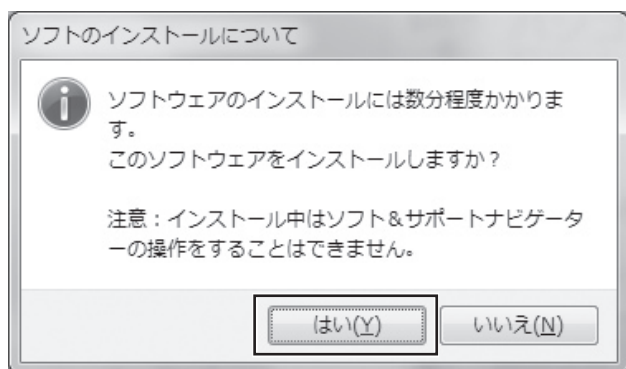 ソフトのインストールについて
ソフトウェアのインストールには数分程度かかりま
す。
このソフトウェアをインストールしますか？
注意：インストール中はソフト＆サポートナビゲータ
ーの操作をすることはできません。
はい(Y)
いいえ(N)